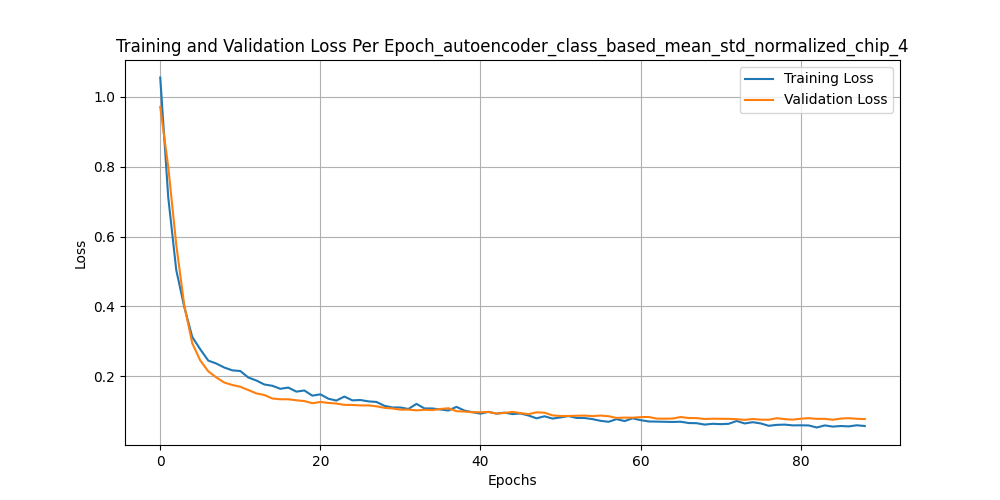 Training and Validation Loss Per Epoch_autoencoder_class_based_mean_std_normalized_chip_4
Training Loss
Validation Loss
1.0
0.8
0.6
0.4
0.2
Loss
0 20 40 60 80
Epochs